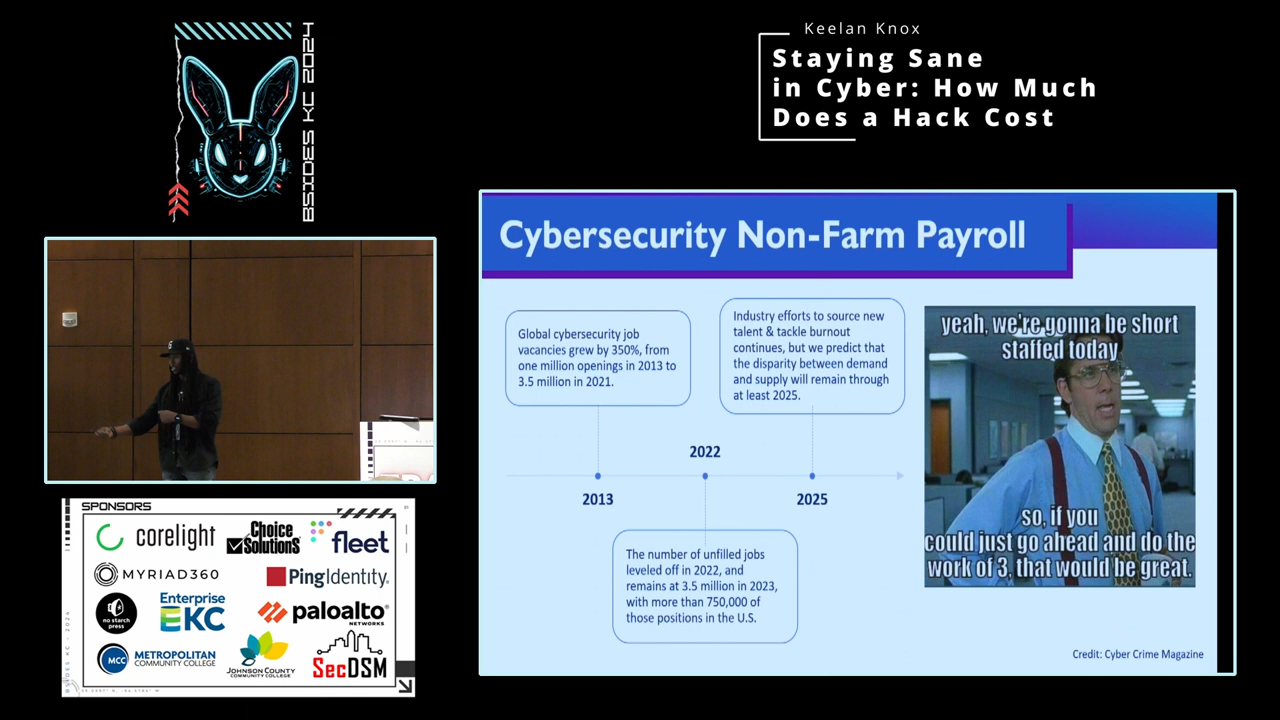 BSIDES KC 2024
Keelan Knox
Staying Sane
in Cyber: How Much
Does a Hack Cost
Cybersecurity Non-Farm Payroll
Global cybersecurity job
vacancies grew by 350%, from
one million openings in 2013 to
3.5 million in 2021.
Industry efforts to source new
talent & tackle burnout
continues, but we predict that
the disparity between demand
and supply will remain through
at least 2025.
2013
2022
2025
The number of unfilled jobs
leveled off in 2022, and
remains at 3.5 million in 2023,
with more than 750,000 of
those positions in the U.S.
yeah, we're gonna be short
staffed today
so, if you
could just go ahead and do the
work of 3, that would be great.
Credit: Cyber Crime Magazine
SPONSORS
corelight
Choice
Solutions
fleet
MYRIAD360
PingIdentity
no starch
press
Enterprise
KC
paloalto
NETWORKS
MCC
METROPOLITAN
COMMUNITY COLLEGE
JOHNSON COUNTY
COMMUNITY COLLEGE
SecDSM